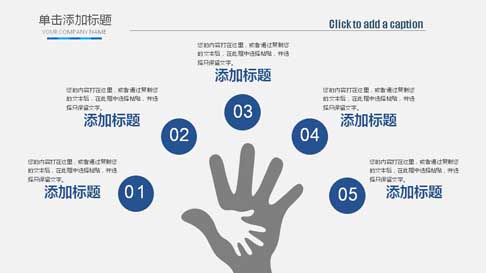 单击添加标题
YOUR COMPANY NAME
Click to add a caption
您的内容打在这里，或者通过复制您
的文本后，在此框中选择粘贴，并选
择只保留文字。
添加标题
03
您的内容打在这里，或者通过复制您
的文本后，在此框中选择粘贴，并选
择只保留文字。
添加标题
02
您的内容打在这里，或者通过复制您
的文本后，在此框中选择粘贴，并选
择只保留文字。
添加标题
04
您的内容打在这里，或者通过复制您
的文本后，在此框中选择粘贴，并选
择只保留文字。
添加标题
01
您的内容打在这里，或者通过复制您
的文本后，在此框中选择粘贴，并选
择只保留文字。
添加标题
05